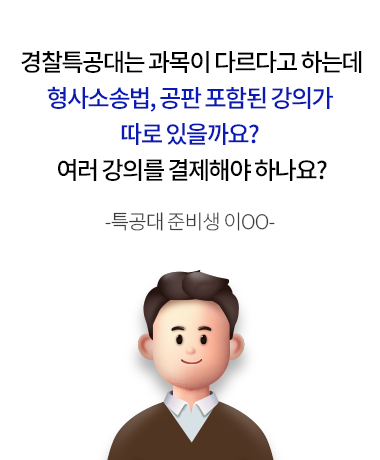 경찰특공대는 과목이 다르다고 하는데
형사소송법, 공판 포함된 강의가
따로 있을까요?
여러 강의를 결제해야 하나요?
-특공대 준비생 이OO-